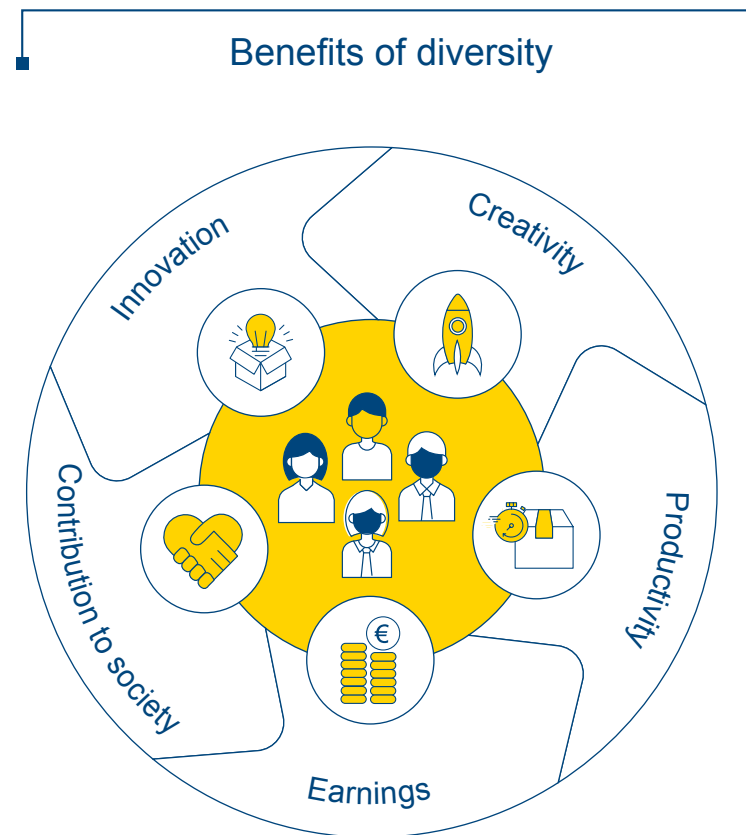 Benefits of diversity
Innovation
Creativity
Productivity
Earnings
Contribution to society
€